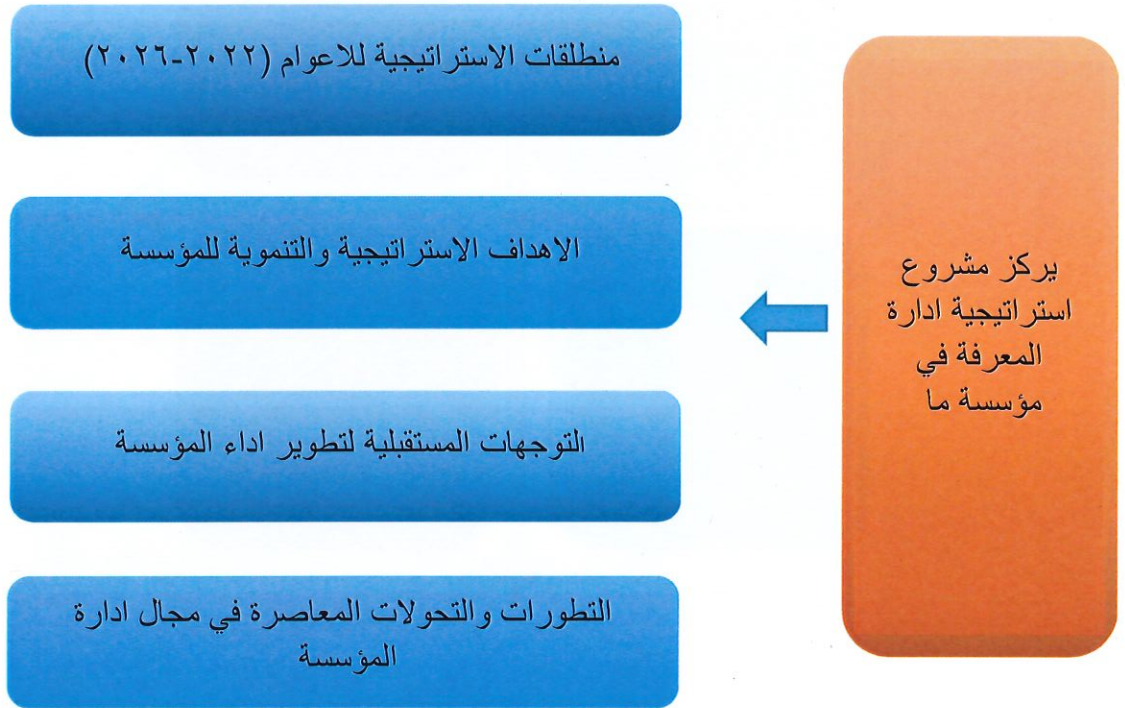 يركز مشروع
استراتيجية ادارة
المعرفة في
مؤسسة ما
منطلقات الاستراتيجية للاعوام (٢٠٢٢-٢٠٢٦)
الاهداف الاستراتيجية والتنموية للمؤسسة
التوجهات المستقبلية لتطوير اداء المؤسسة
التطورات والتحولات المعاصرة في مجال ادارة
المؤسسة